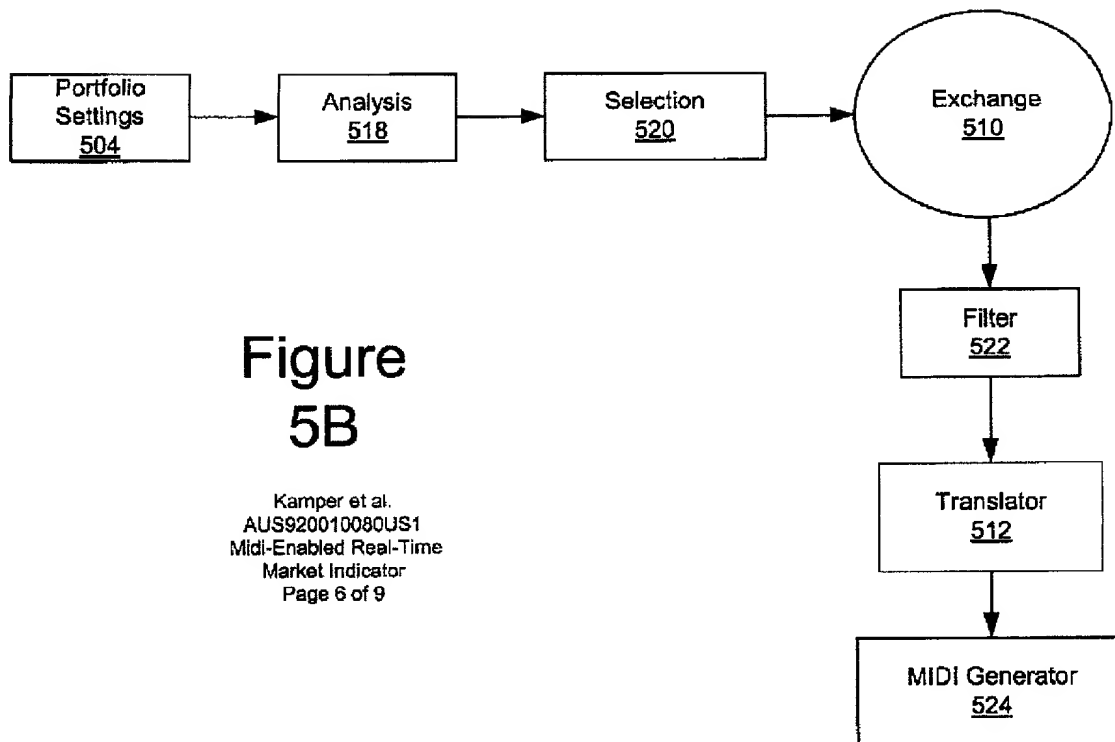 Portfolio
Settings
504
Analysis
518
Selection
520
Exchange
510
Filter
522
Translator
512
MIDI Generator
524
Figure
5B
Kamper et al.
AUS920010080US1
Midi-Enabled Real-Time
Market Indicator
Page 6 of 9